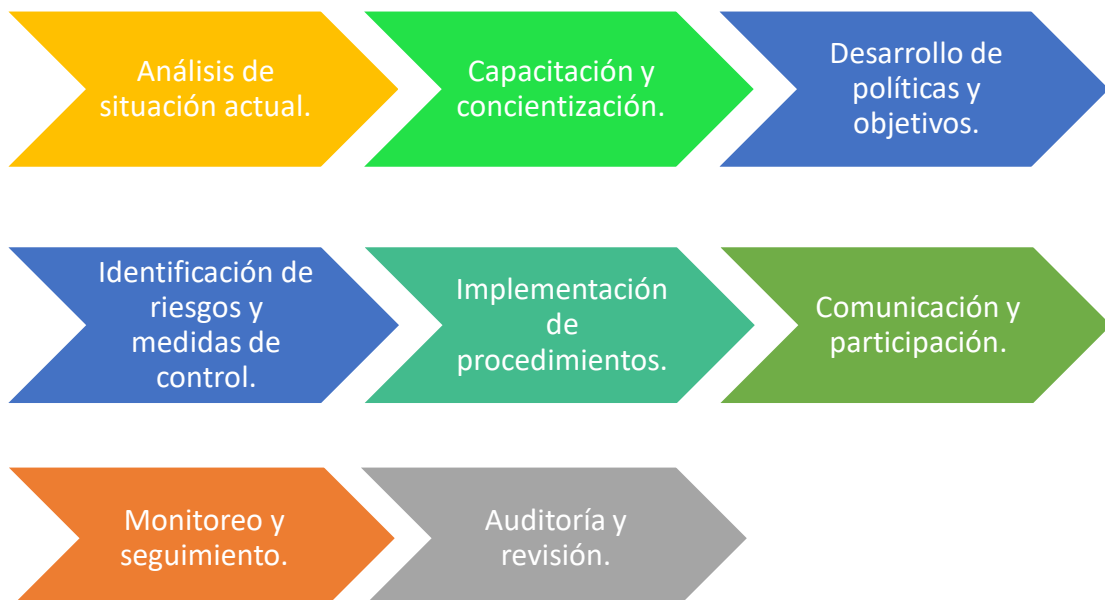 Análisis de
situación actual.
Capacitación y
concientización.
Desarrollo de
políticas y
objetivos.
Identificación de
riesgos y
medidas de
control.
Implementación
de
procedimientos.
Comunicación y
participación.
Monitoreo y
seguimiento.
Auditoría y
revisión.